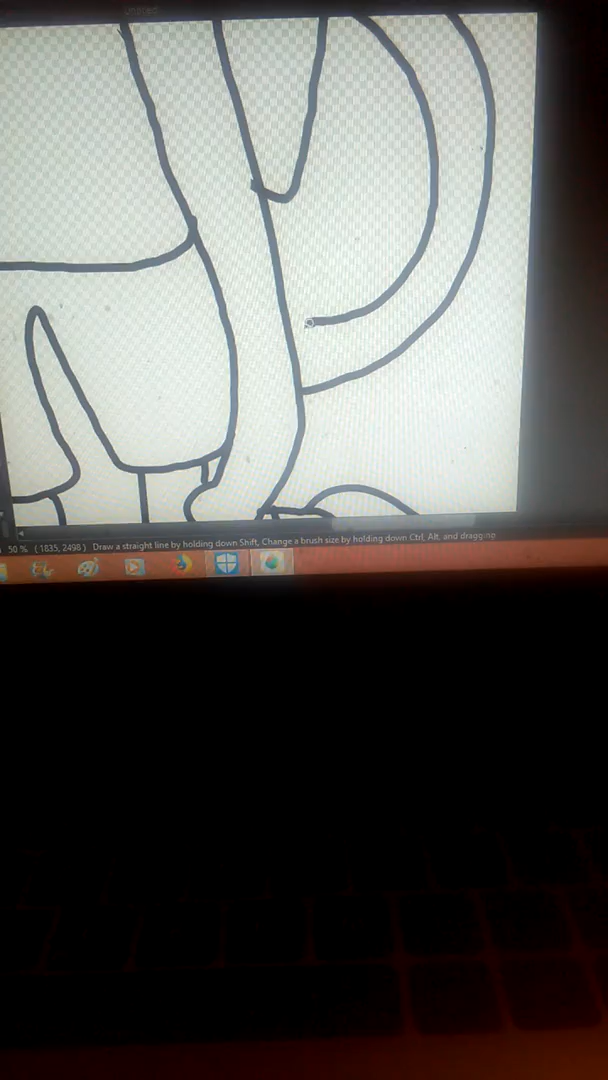 Untitled
50 % ( 1835, 2498 ) Draw a straight line by holding down Shift, Change a brush size by holding down Ctrl, Alt, and dragging